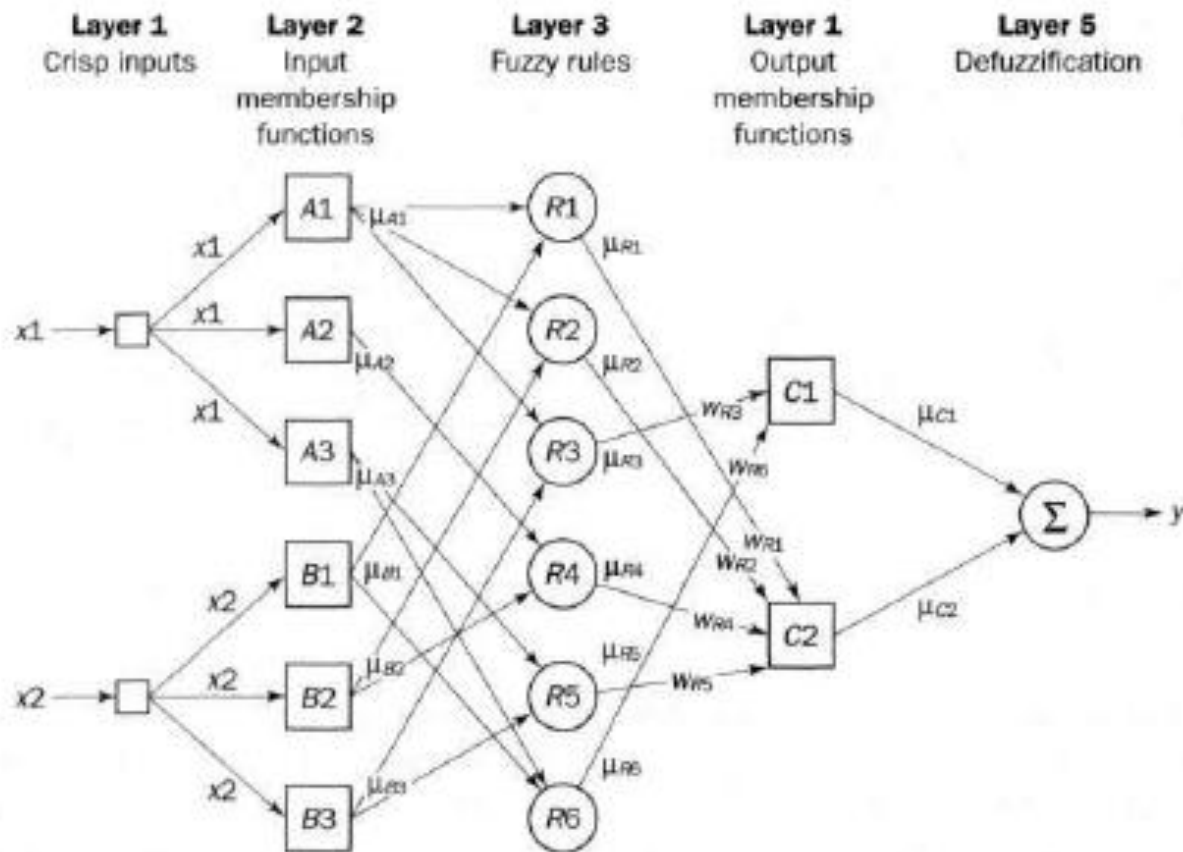 Layer 1 Layer 2 Layer 3 Layer 1 Layer 5
Crisp inputs Input Fuzzy rules Output Defuzzification
membership membership
functions functions
A1 μA1 R1
x1 μR1
x1 x1 A2 R2
μA2 μR2
C1
x1 wR3 μC1
A3 R3
μA3 μR3 wR6
Σ y
wR1
B1 μB1 R4 μR4 wR2
x2 μC2
wR4 C2
μR5
x2 x2 B2 μB2 R5 wR5
μB3 μR6
x2
B3 R6